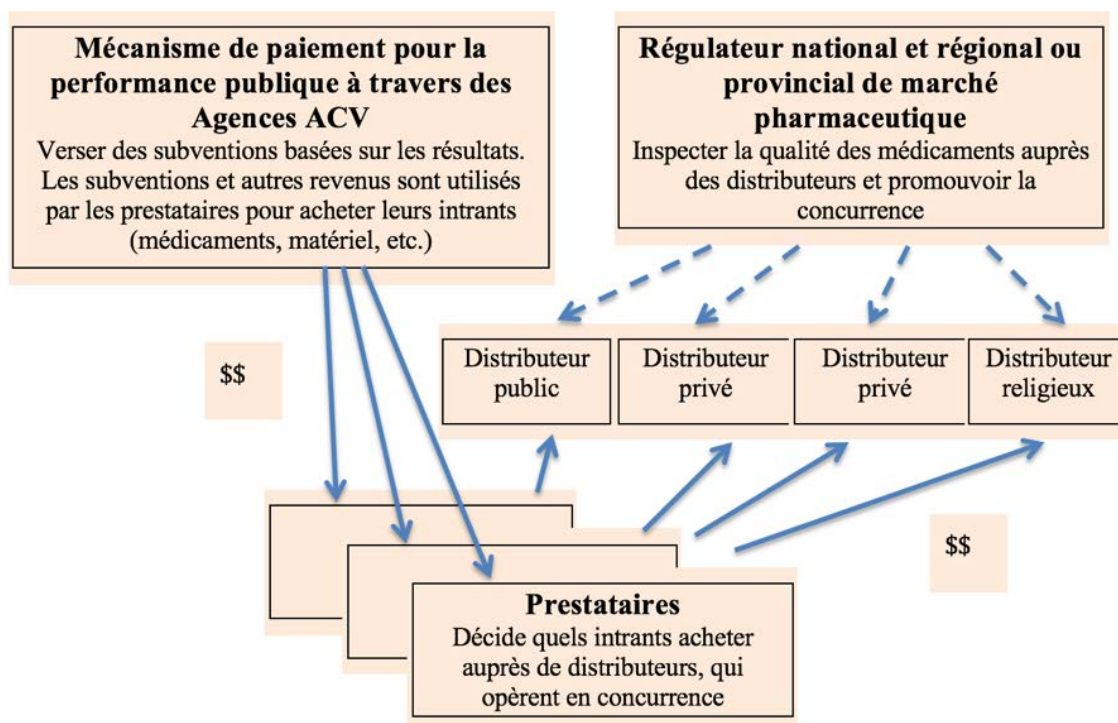 Mécanisme de paiement pour la
performance publique à travers des
Agences ACV
Verser des subventions basées sur les résultats.
Les subventions et autres revenus sont utilisés
par les prestataires pour acheter leurs intrants
(médicaments, matériel, etc.)
Régulateur national et régional ou
provincial de marché
pharmaceutique
Inspecter la qualité des médicaments auprès
des distributeurs et promouvoir la
concurrence
$$
Distributeur
public
Distributeur
privé
Distributeur
privé
Distributeur
religieux
$$
Prestataires
Décide quels intrants acheter
auprès de distributeurs, qui
opèrent en concurrence